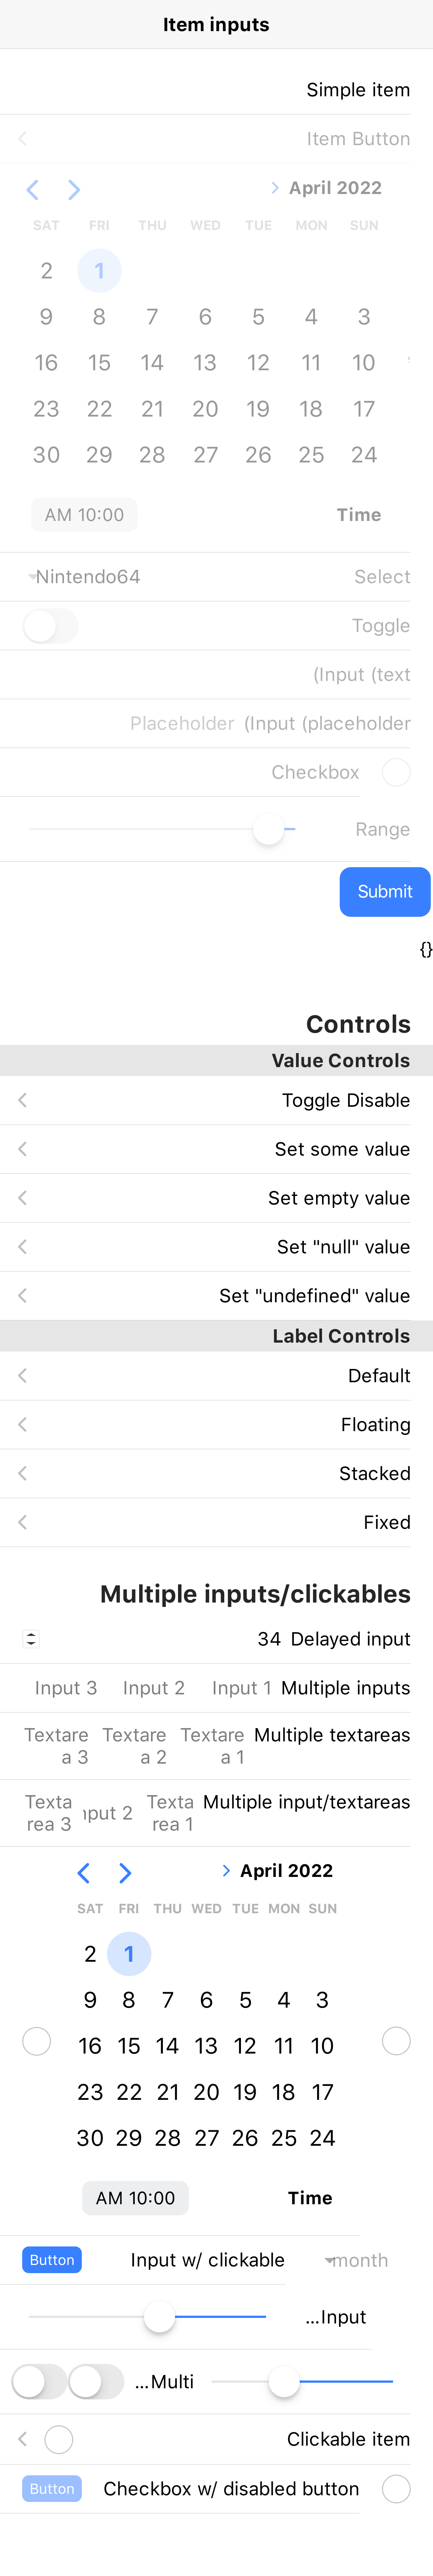 Item inputs
Simple item
Item Button
April 2022
SAT FRI THU WED TUE MON SUN
2 1
9 8 7 6 5 4 3
16 15 14 13 12 11 10
23 22 21 20 19 18 17
30 29 28 27 26 25 24
AM 10:00 Time
Nintendo64 Select
Toggle
(Input (text
Placeholder (Input (placeholder
Checkbox
Range
Submit
{}
Controls
Value Controls
Toggle Disable
Set some value
Set empty value
Set "null" value
Set "undefined" value
Label Controls
Default
Floating
Stacked
Fixed
Multiple inputs/clickables
34 Delayed input
Input 3 Input 2 Input 1 Multiple inputs
Textare Textare Textare Multiple textareas
a 3 a 2 a 1
Texta nput 2 Texta Multiple input/textareas
rea 3 rea 1
April 2022
SAT FRI THU WED TUE MON SUN
2 1
9 8 7 6 5 4 3
16 15 14 13 12 11 10
23 22 21 20 19 18 17
30 29 28 27 26 25 24
AM 10:00 Time
Button Input w/ clickable month
...Input
...Multi
Clickable item
Button Checkbox w/ disabled button